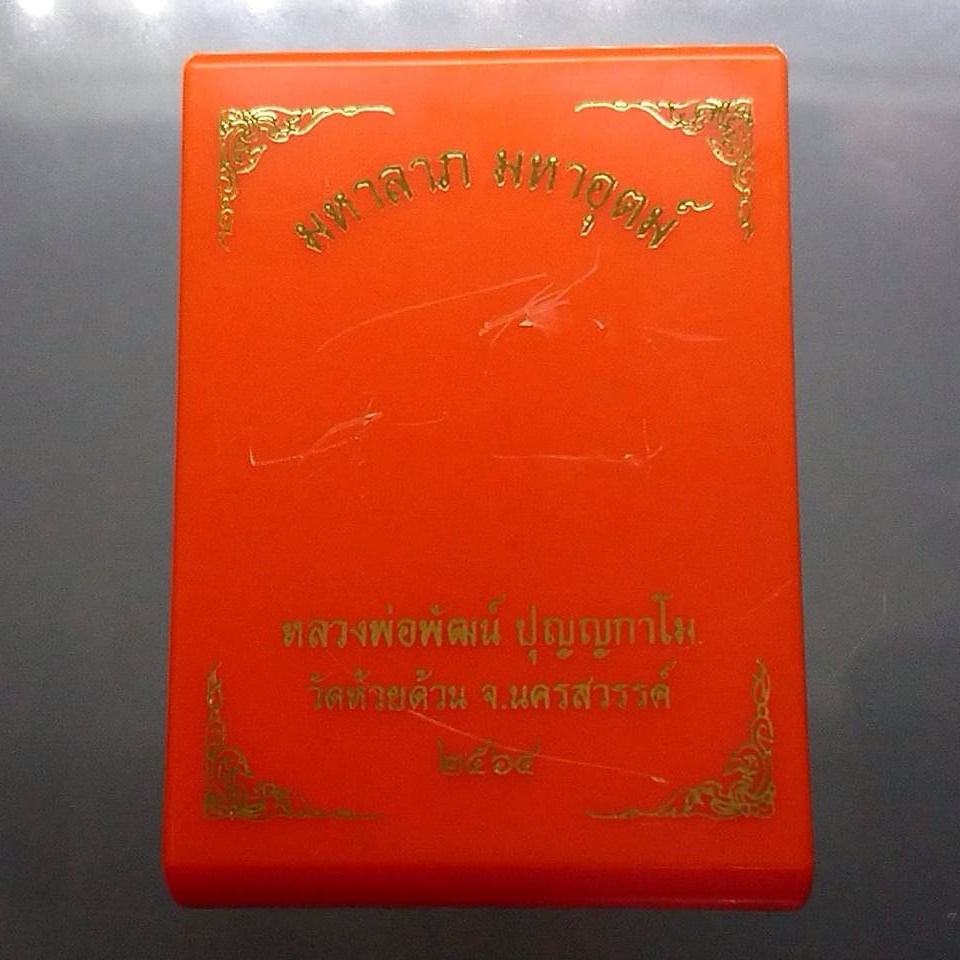 มหาลาภ มหาอุตม์
หลวงพ่อพัฒน์ ปุญญกาโม
วัดห้วยด้วน จ.นครสวรรค์
๒๕๖๔